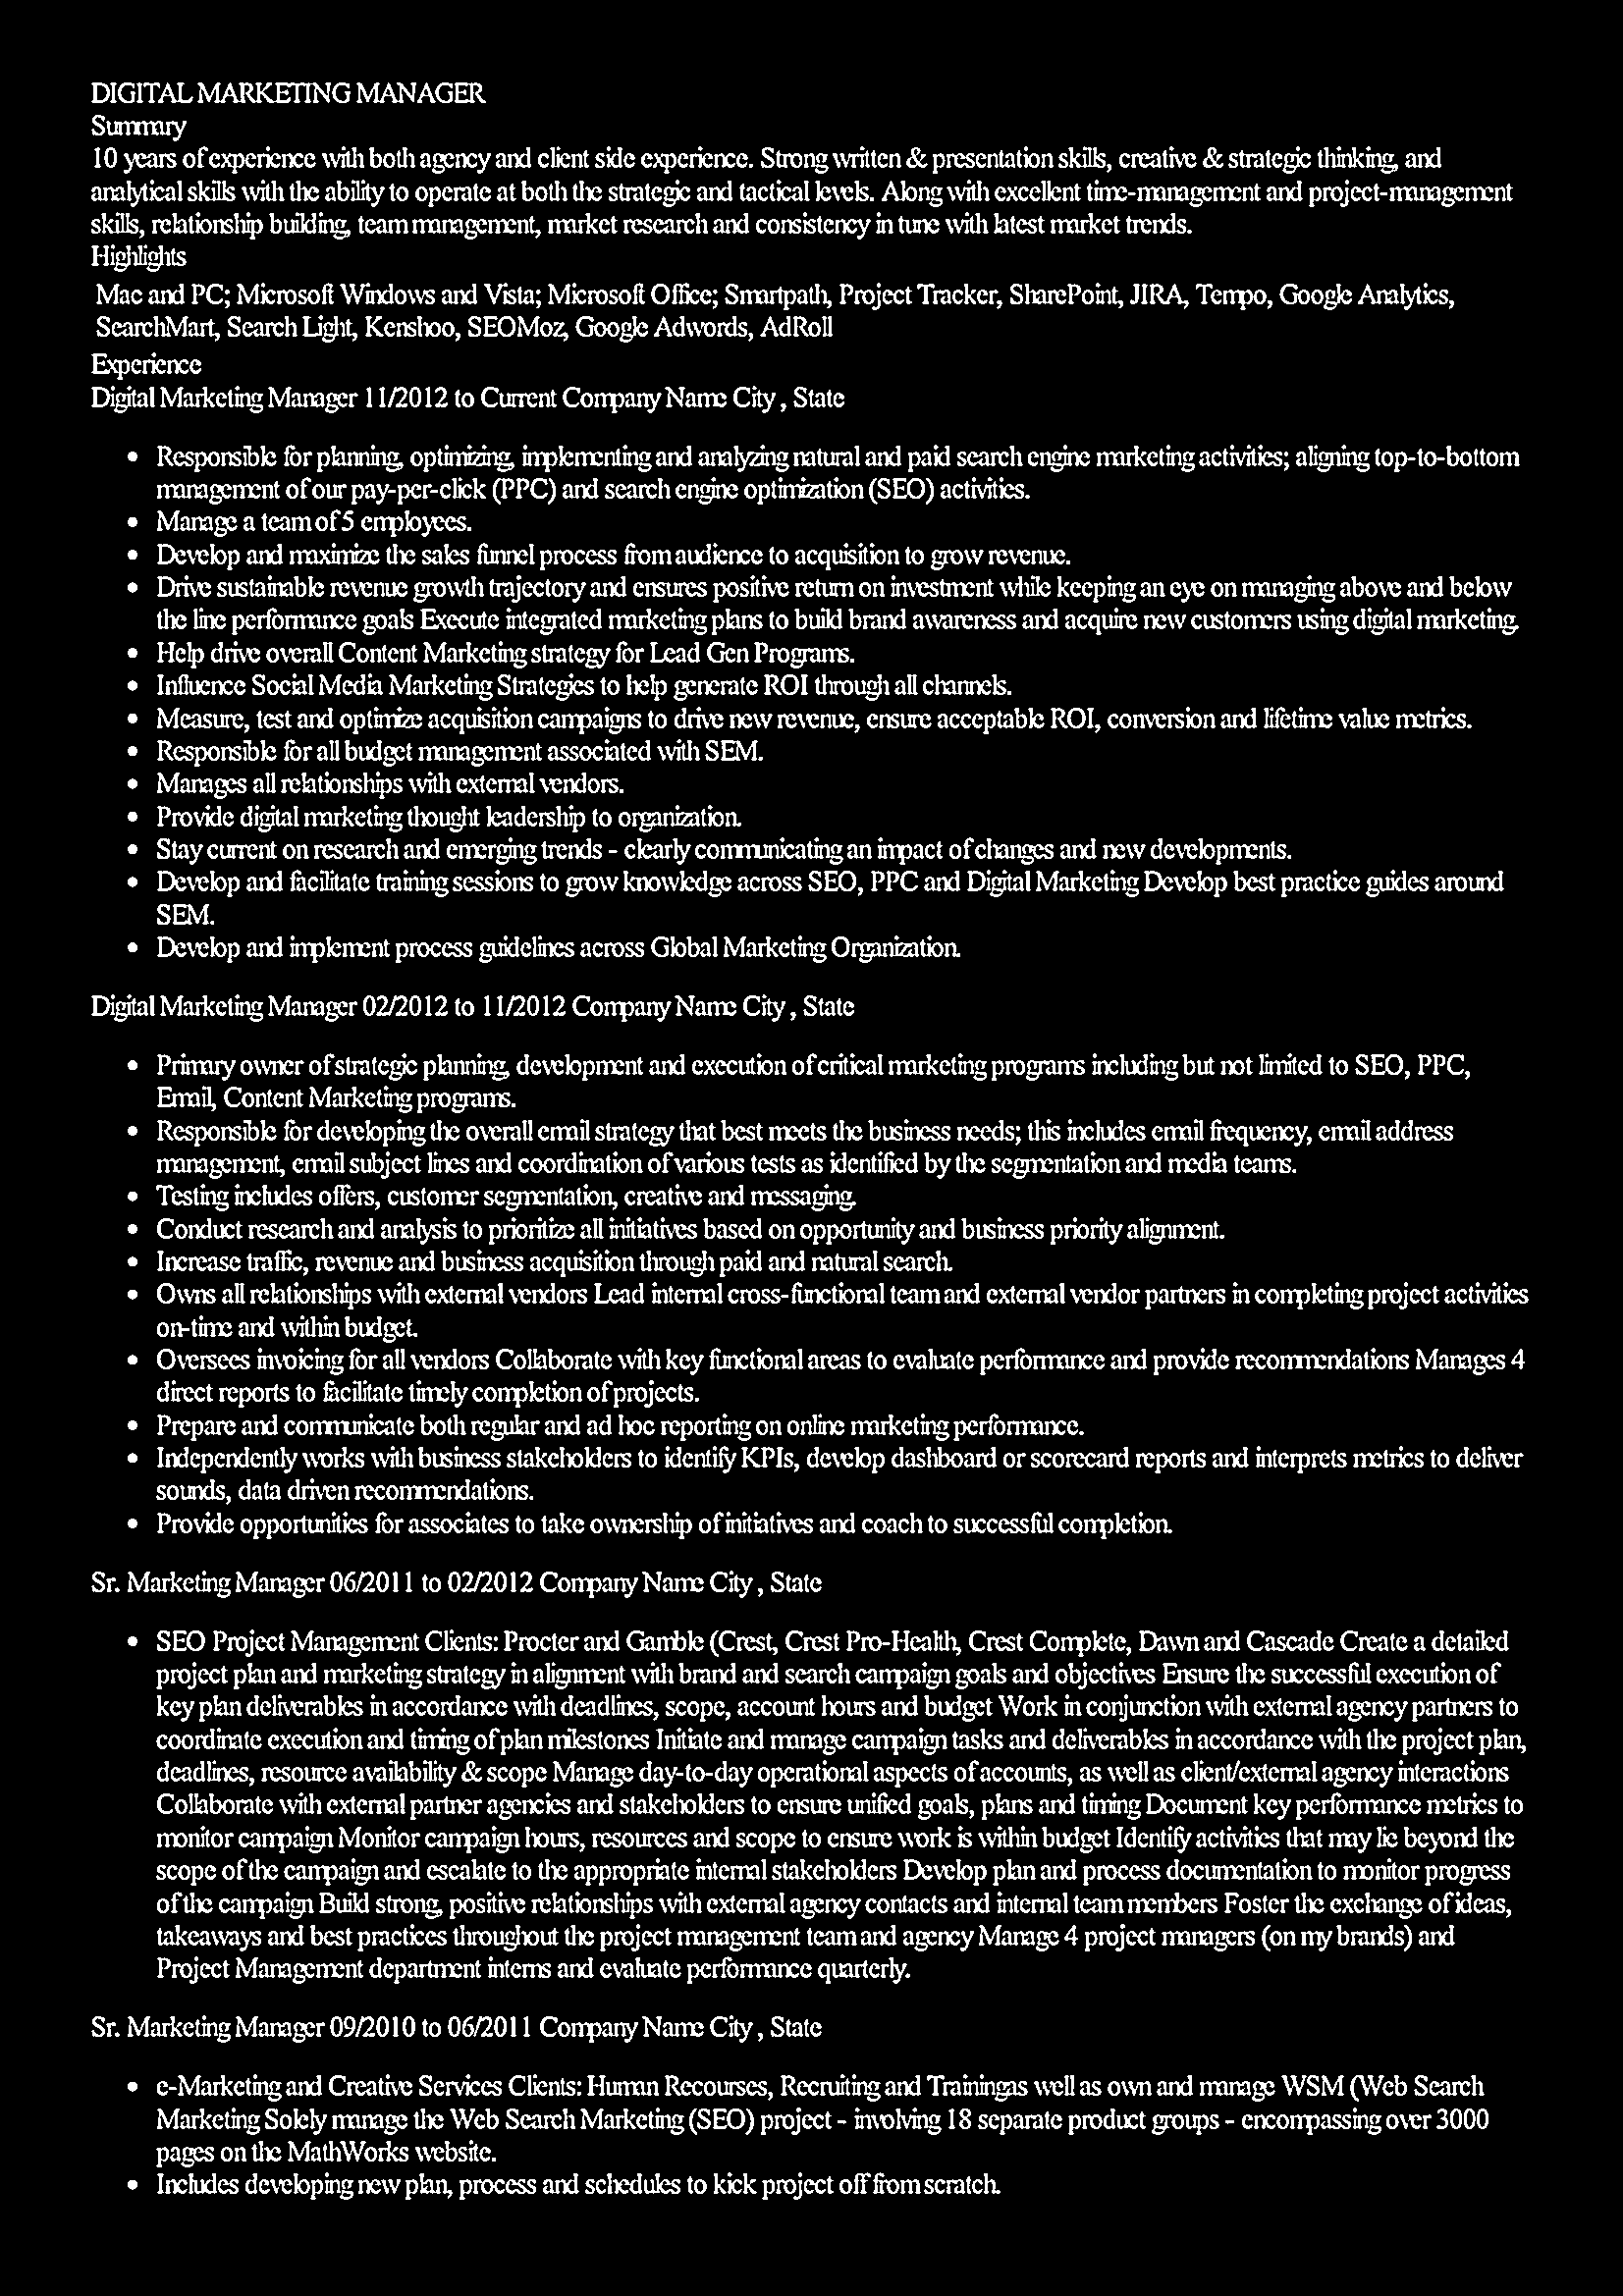 DIGITAL MARKETING MANAGER
Summary
10 years of experience with both agency and client side experience. Strong written & presentation skills, creative & strategic thinking, and
analytical skills with the ability to operate at both the strategic and tactical levels. Along with excellent time-management and project-management
skills, relationship building, team management, market research and consistency in tune with latest market trends.
Highlights
Mac and PC; Microsoft Windows and Vista; Microsoft Office; Smartpath, Project Tracker, SharePoint, JIRA, Tempo, Google Analytics,
SearchMart, Search Light, Kenshoo, SEOMoz, Google Adwords, AdRoll
Experience
Digital Marketing Manager 11/2012 to Current Company Name City , State
• Responsible for planning, optimizing, implementing and analyzing natural and paid search engine marketing activities; aligning top-to-bottom
management of our pay-per-click (PPC) and search engine optimization (SEO) activities.
• Manage a team of 5 employees.
• Develop and maximize the sales funnel process from audience to acquisition to grow revenue.
• Drive sustainable revenue growth trajectory and ensures positive return on investment while keeping an eye on managing above and below
the line performance goals Execute integrated marketing plans to build brand awareness and acquire new customers using digital marketing.
• Help drive overall Content Marketing strategy for Lead Gen Programs.
• Influence Social Media Marketing Strategies to help generate ROI through all channels.
• Measure, test and optimize acquisition campaigns to drive new revenue, ensure acceptable ROI, conversion and lifetime value metrics.
• Responsible for all budget management associated with SEM.
• Manages all relationships with external vendors.
• Provide digital marketing thought leadership to organization.
• Stay current on research and emerging trends - clearly communicating an impact of changes and new developments.
• Develop and facilitate training sessions to grow knowledge across SEO, PPC and Digital Marketing Develop best practice guides around
SEM.
• Develop and implement process guidelines across Global Marketing Organization.
Digital Marketing Manager 02/2012 to 11/2012 Company Name City , State
• Primary owner of strategic planning, development and execution of critical marketing programs including but not limited to SEO, PPC,
Email, Content Marketing programs.
• Responsible for developing the overall email strategy that best meets the business needs; this includes email frequency, email address
management, email subject lines and coordination of various tests as identified by the segmentation and media teams.
• Testing includes offers, customer segmentation, creative and messaging.
• Conduct research and analysis to prioritize all initiatives based on opportunity and business priority alignment.
• Increase traffic, revenue and business acquisition through paid and natural search.
• Owns all relationships with external vendors Lead internal cross-functional team and external vendor partners in completing project activities
on-time and within budget.
• Oversees invoicing for all vendors Collaborate with key functional areas to evaluate performance and provide recommendations Manages 4
direct reports to facilitate timely completion of projects.
• Prepare and communicate both regular and ad hoc reporting on online marketing performance.
• Independently works with business stakeholders to identify KPIs, develop dashboard or scorecard reports and interprets metrics to deliver
sounds, data driven recommendations.
• Provide opportunities for associates to take ownership of initiatives and coach to successful completion.
Sr. Marketing Manager 06/2011 to 02/2012 Company Name City , State
• SEO Project Management Clients: Procter and Gamble (Crest, Crest Pro-Health, Crest Complete, Dawn and Cascade Create a detailed
project plan and marketing strategy in alignment with brand and search campaign goals and objectives Ensure the successful execution of
key plan deliverables in accordance with deadlines, scope, account hours and budget Work in conjunction with external agency partners to
coordinate execution and timing of plan milestones Initiate and manage campaign tasks and deliverables in accordance with the project plan,
deadlines, resource availability & scope Manage day-to-day operational aspects of accounts, as well as client/external agency interactions
Collaborate with external partner agencies and stakeholders to ensure unified goals, plans and timing Document key performance metrics to
monitor campaign Monitor campaign hours, resources and scope to ensure work is within budget Identify activities that may lie beyond the
scope of the campaign and escalate to the appropriate internal stakeholders Develop plan and process documentation to monitor progress
of the campaign Build strong, positive relationships with external agency contacts and internal team members Foster the exchange of ideas,
takeaways and best practices throughout the project management team and agency Manage 4 project managers (on my brands) and
Project Management department interns and evaluate performance quarterly.
Sr. Marketing Manager 09/2010 to 06/2011 Company Name City , State
• e-Marketing and Creative Services Clients: Human Recourses, Recruiting and Trainingas well as own and manage WSM (Web Search
Marketing Solely manage the Web Search Marketing (SEO) project - involving 18 separate product groups - encompassing over 3000
pages on the MathWorks website.
• Includes developing new plan, process and schedules to kick project off from scratch.